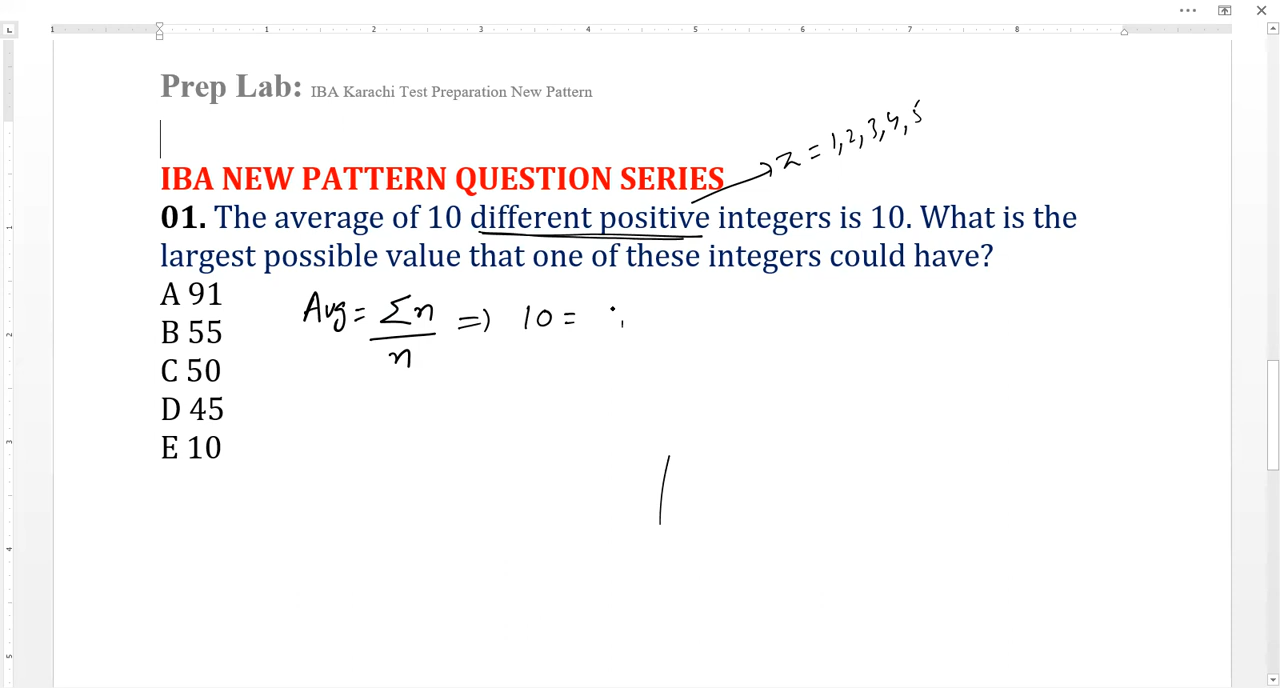 Prep Lab: IBA Karachi Test Preparation New Pattern
Z = 1,2,3,4,5
IBA NEW PATTERN QUESTION SERIES
01. The average of 10 different positive integers is 10. What is the
largest possible value that one of these integers could have?
A 91
B 55
C 50
D 45
E 10
Avg = Σn / n => 10 =